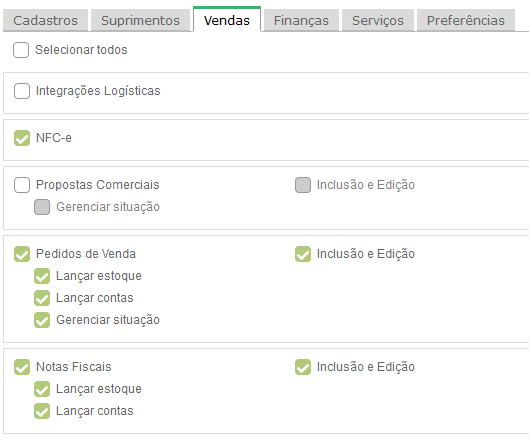 Cadastros Suprimentos Vendas Finanças Serviços Preferências
Selecionar todos
Integrações Logísticas
NFC-e
Propostas Comerciais Inclusão e Edição
Gerenciar situação
Pedidos de Venda Inclusão e Edição
Lançar estoque
Lançar contas
Gerenciar situação
Notas Fiscais Inclusão e Edição
Lançar estoque
Lançar contas